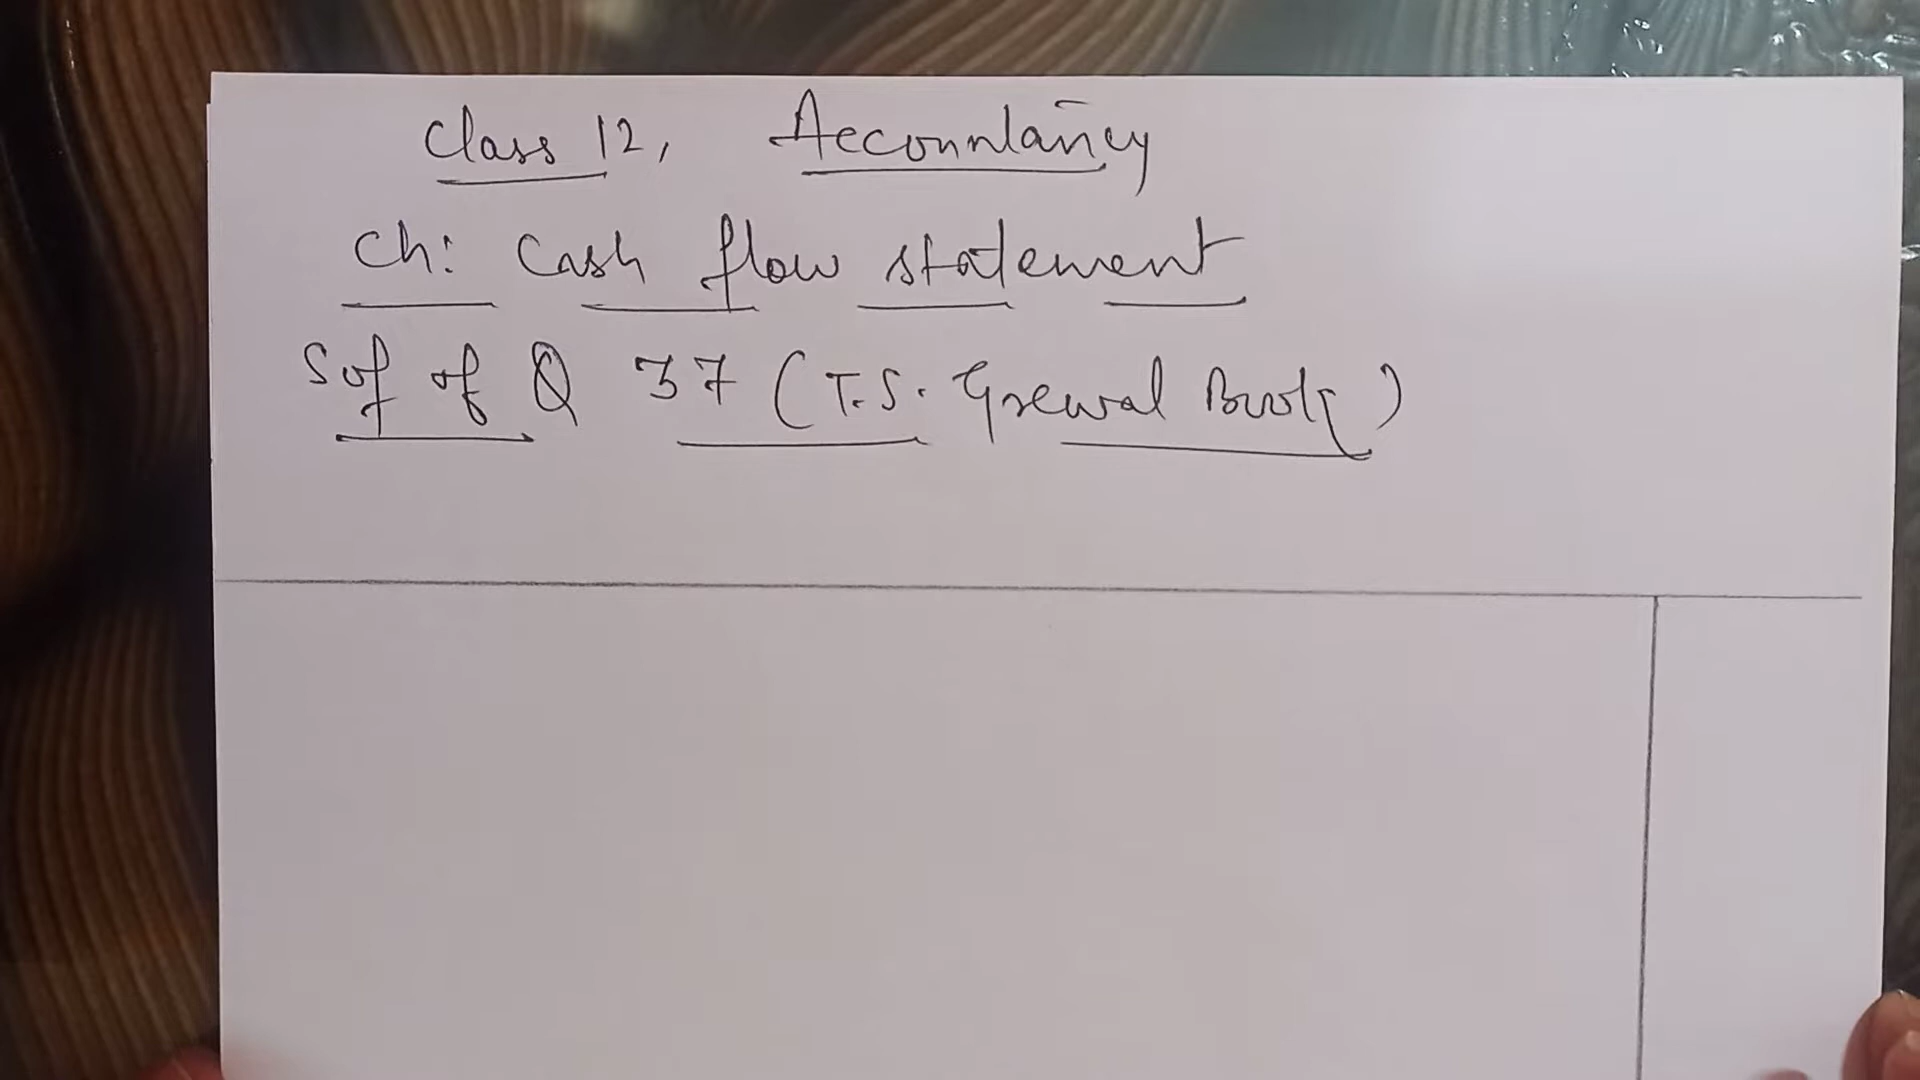 Class 12, Accountancy
Ch: Cash flow statement
Sol of Q 37 (T.S. Grewal Book)